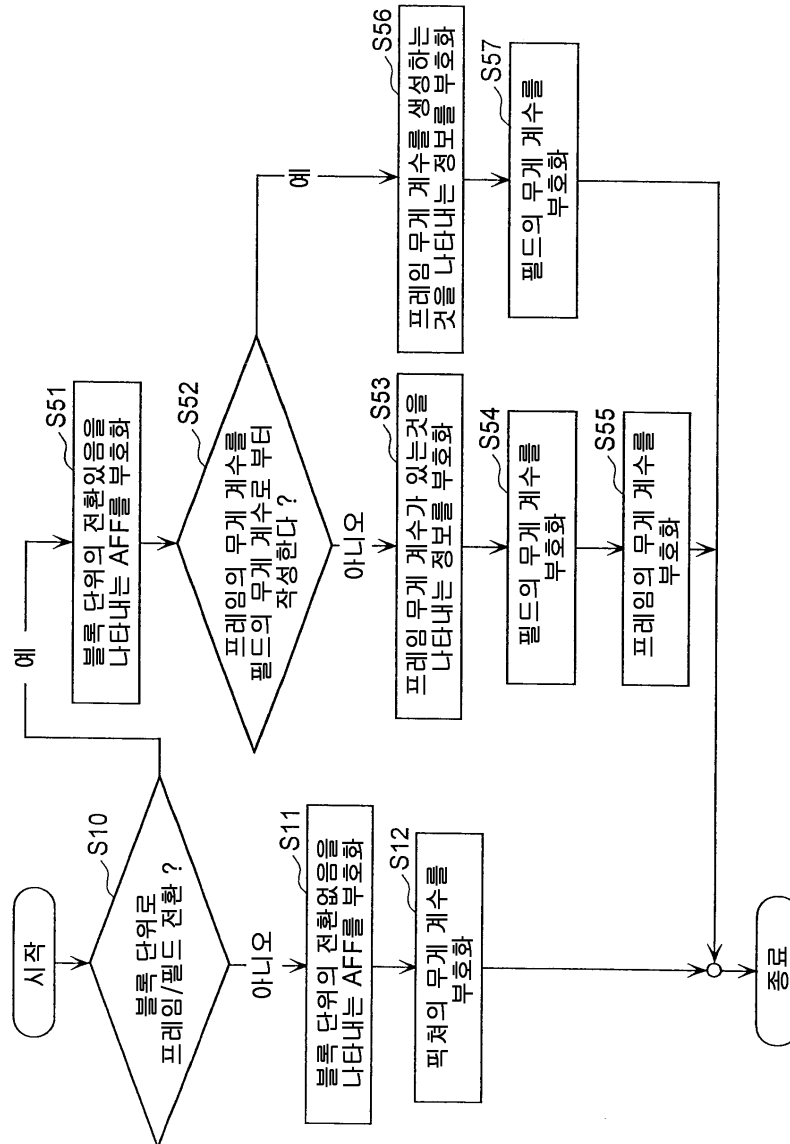 시작
S10
블록 단위로
프레임/필드 전환 ?
예
아니오
S11
블록 단위의 전환없음을
나타내는 AFF를 부호화
S12
픽쳐의 무게 계수를
부호화
S51
블록 단위의 전환있음을
나타내는 AFF를 부호화
S52
프레임의 무게 계수를
필드의 무게 계수로 부터
작성한다 ?
예
아니오
S53
프레임 무게 계수가 있는것을
나타내는 정보를 부호화
S54
필드의 무게 계수를
부호화
S55
프레임의 무게 계수를
부호화
S56
프레임 무게 계수를 생성하는
것을 나타내는 정보를 부호화
S57
필드의 무게 계수를
부호화
종료